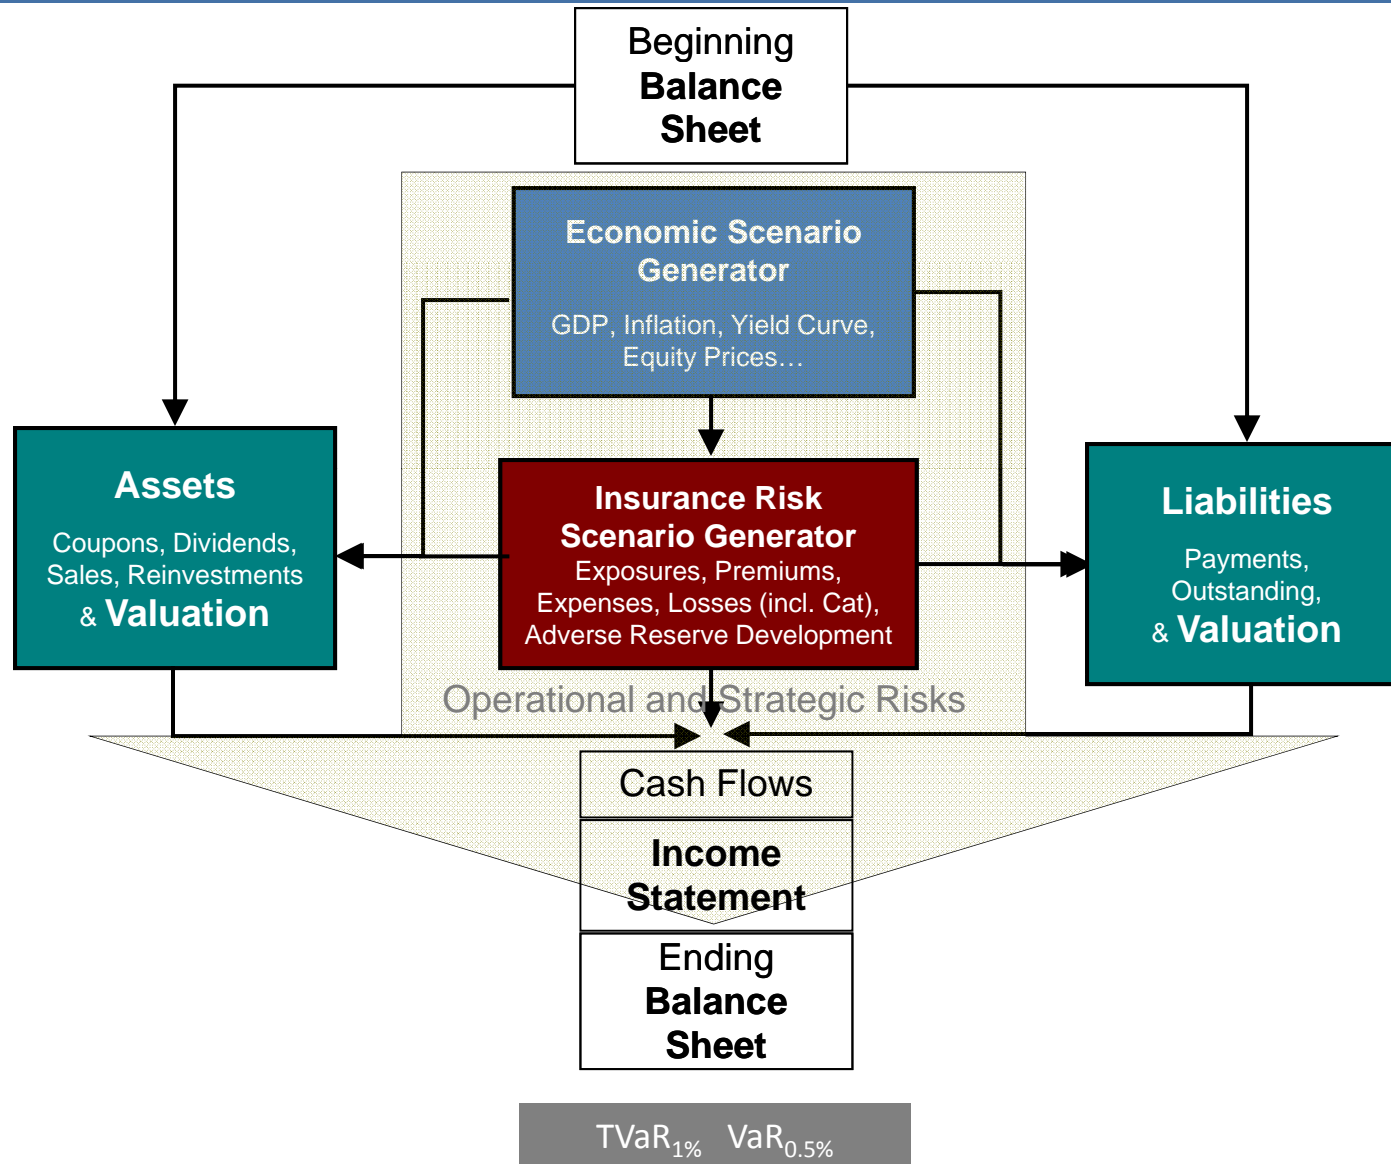 Beginning
Balance
Sheet
Economic Scenario
Generator
GDP, Inflation, Yield Curve,
Equity Prices…
Assets
Coupons, Dividends,
Sales, Reinvestments
& Valuation
Insurance Risk
Scenario Generator
Exposures, Premiums,
Expenses, Losses (incl. Cat),
Adverse Reserve Development
Liabilities
Payments,
Outstanding,
& Valuation
Operational and Strategic Risks
Cash Flows
Income
Statement
Ending
Balance
Sheet
TVaR1% VaR0.5%